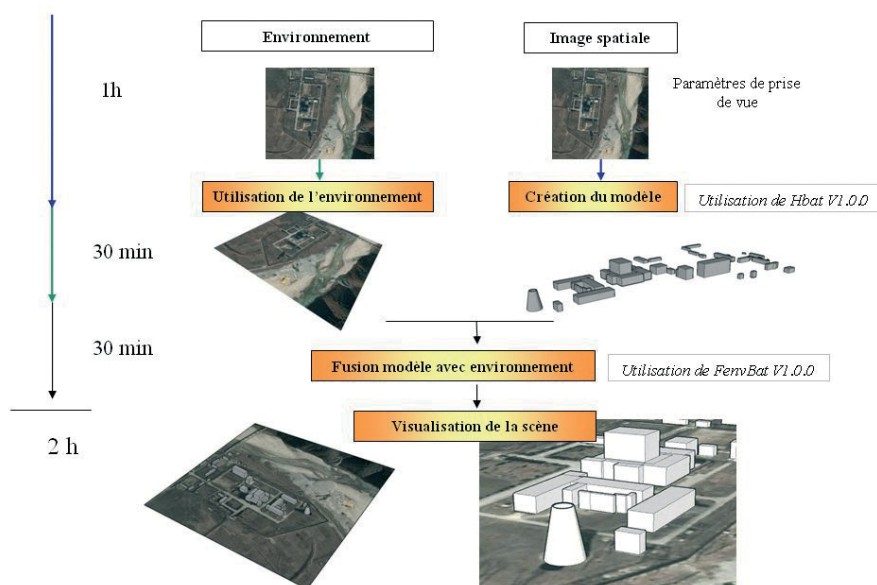 Environnement
Image spatiale
1h
Paramètres de prise
de vue
Utilisation de l'environnement
Création du modèle
Utilisation de Hbat V1.0.0
30 min
30 min
Fusion modèle avec environnement
Utilisation de FenvBat V1.0.0
Visualisation de la scène
2 h